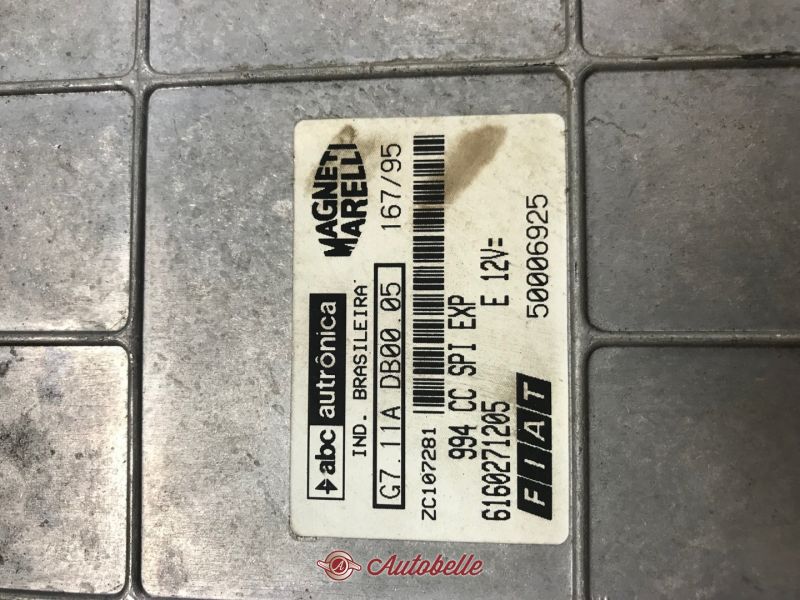 abc autrônica MAGNETI MARELLI
IND. BRASILEIRA
G7.11A DB00 05 167/95
ZC107281
994 CC SPI EXP
6160271205 E 12V=
FIAT 50006925
Autobelle